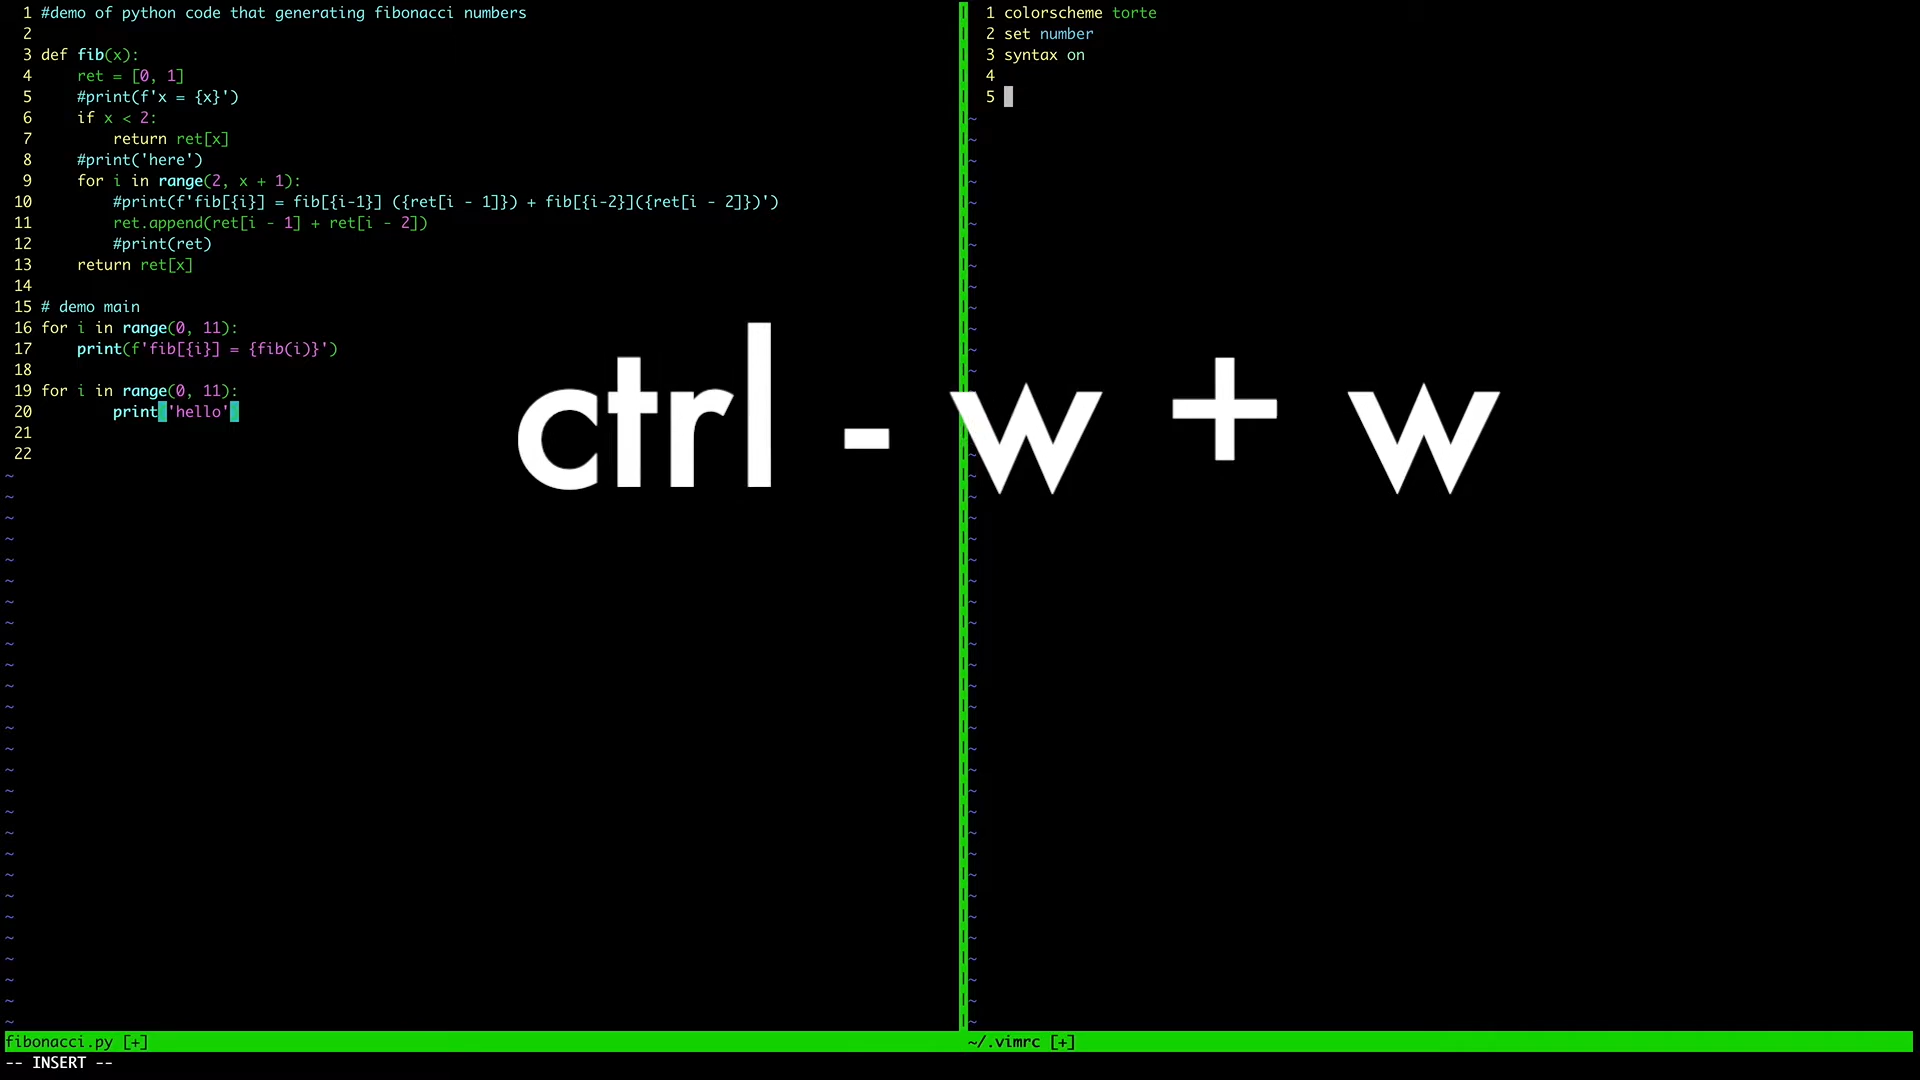 1 #demo of python code that generating fibonacci numbers
2
3 def fib(x):
4     ret = [0, 1]
5     #print(f'x = {x}')
6     if x < 2:
7         return ret[x]
8     #print('here')
9     for i in range(2, x + 1):
10         #print(f'fib[{i}] = fib[{i-1}] ({ret[i - 1]}) + fib[{i-2}]({ret[i - 2]})')
11         ret.append(ret[i - 1] + ret[i - 2])
12         #print(ret)
13     return ret[x]
14
15 # demo main
16 for i in range(0, 11):
17     print(f'fib[{i}] = {fib(i)}')
18
19 for i in range(0, 11):
20         print('hello')
21
22
fibonacci.py [+]
-- INSERT --
1 colorscheme torte
2 set number
3 syntax on
4
5
~/.vimrc [+]
ctrl - w + w